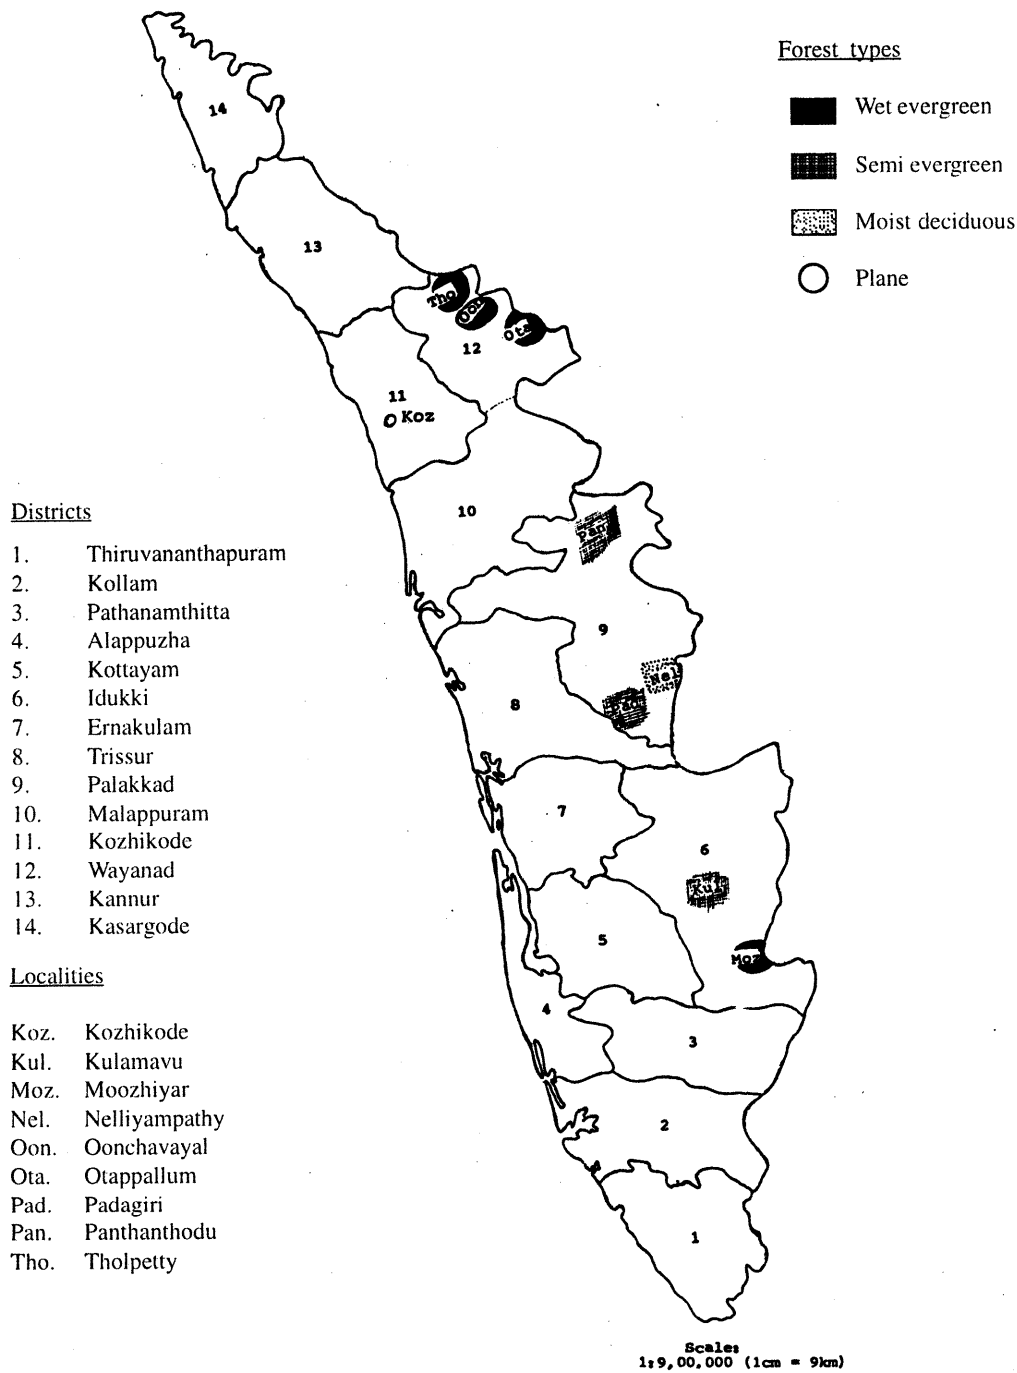 Forest types
Wet evergreen
Semi evergreen
Moist deciduous
Plane
14
13
Tho
Oon
Ota
12
11
Koz
10
Pan
9
Nel
Pad
8
7
6
Kul
5
Moz
4
3
2
1
Districts
1. Thiruvananthapuram
2. Kollam
3. Pathanamthitta
4. Alappuzha
5. Kottayam
6. Idukki
7. Ernakulam
8. Trissur
9. Palakkad
10. Malappuram
11. Kozhikode
12. Wayanad
13. Kannur
14. Kasargode
Localities
Koz. Kozhikode
Kul. Kulamavu
Moz. Moozhiyar
Nel. Nelliyampathy
Oon. Oonchavayal
Ota. Otappallum
Pad. Padagiri
Pan. Panthanthodu
Tho. Tholpetty
Scale:
1:9,00,000 (1cm = 9km)